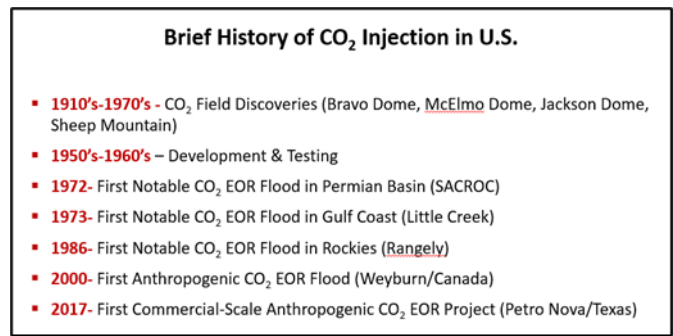 Brief History of CO₂ Injection in U.S.
▪ 1910's-1970's - CO₂ Field Discoveries (Bravo Dome, McElmo Dome, Jackson Dome,
Sheep Mountain)
▪ 1950's-1960's – Development & Testing
▪ 1972- First Notable CO₂ EOR Flood in Permian Basin (SACROC)
▪ 1973- First Notable CO₂ EOR Flood in Gulf Coast (Little Creek)
▪ 1986- First Notable CO₂ EOR Flood in Rockies (Rangely)
▪ 2000- First Anthropogenic CO₂ EOR Flood (Weyburn/Canada)
▪ 2017- First Commercial-Scale Anthropogenic CO₂ EOR Project (Petro Nova/Texas)